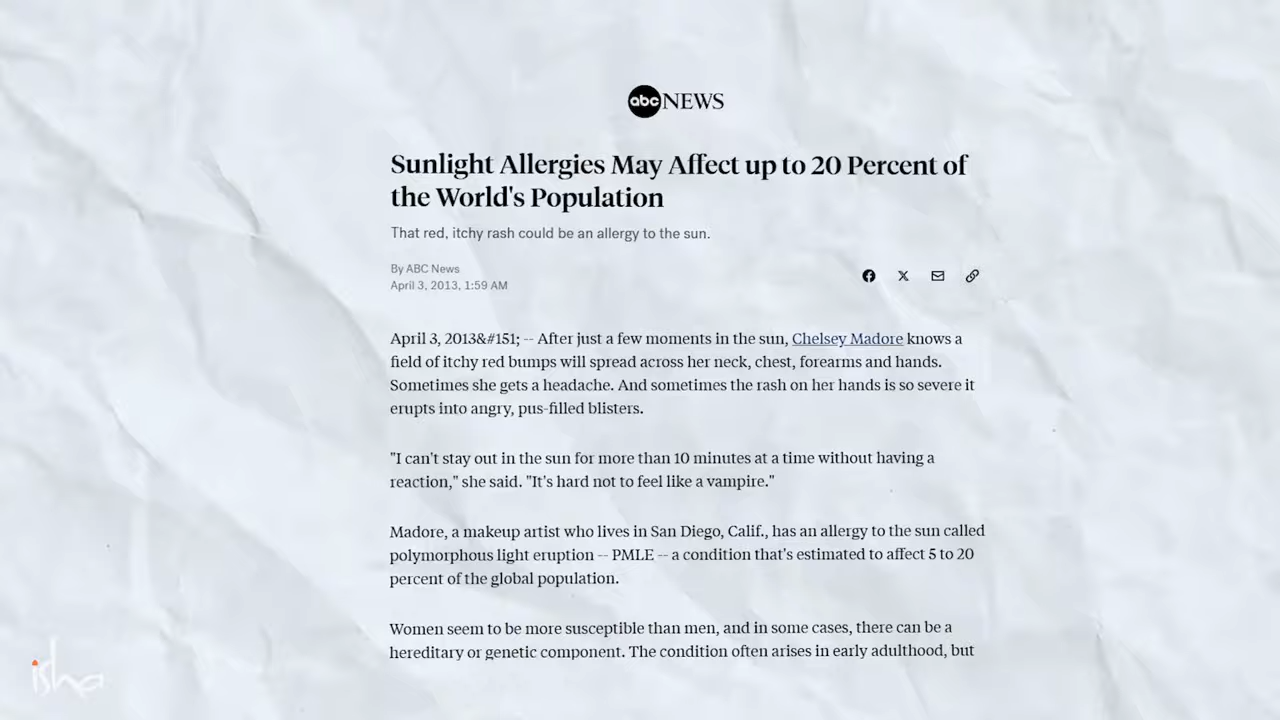 abc NEWS
Sunlight Allergies May Affect up to 20 Percent of
the World's Population
That red, itchy rash could be an allergy to the sun.
By ABC News
April 3, 2013, 1:59 AM
April 3, 2013&#151; -- After just a few moments in the sun, Chelsey Madore knows a
field of itchy red bumps will spread across her neck, chest, forearms and hands.
Sometimes she gets a headache. And sometimes the rash on her hands is so severe it
erupts into angry, pus-filled blisters.
"I can't stay out in the sun for more than 10 minutes at a time without having a
reaction," she said. "It's hard not to feel like a vampire."
Madore, a makeup artist who lives in San Diego, Calif., has an allergy to the sun called
polymorphous light eruption -- PMLE -- a condition that's estimated to affect 5 to 20
percent of the global population.
Women seem to be more susceptible than men, and in some cases, there can be a
hereditary or genetic component. The condition often arises in early adulthood, but
isha